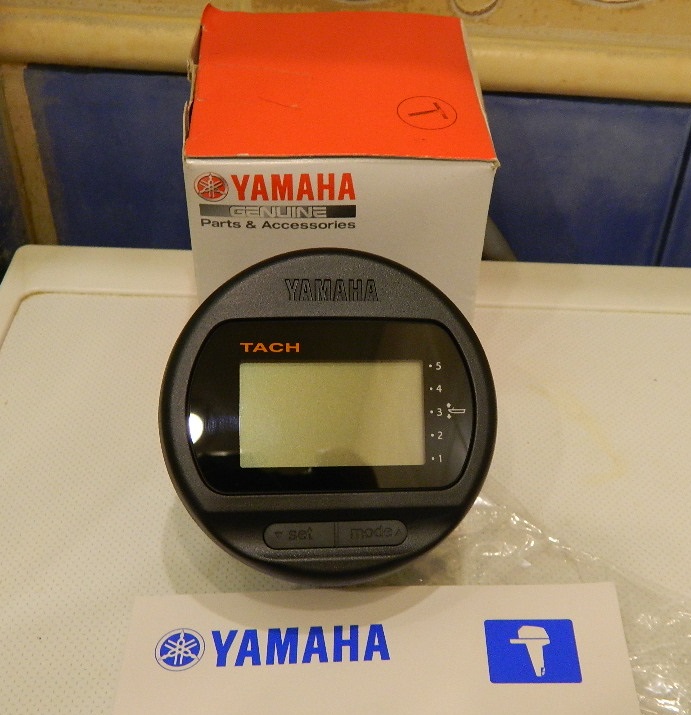 T
YAMAHA
GENUINE
Parts & Accessories
YAMAHA
TACH
5
4
3
2
1
set
mode
YAMAHA